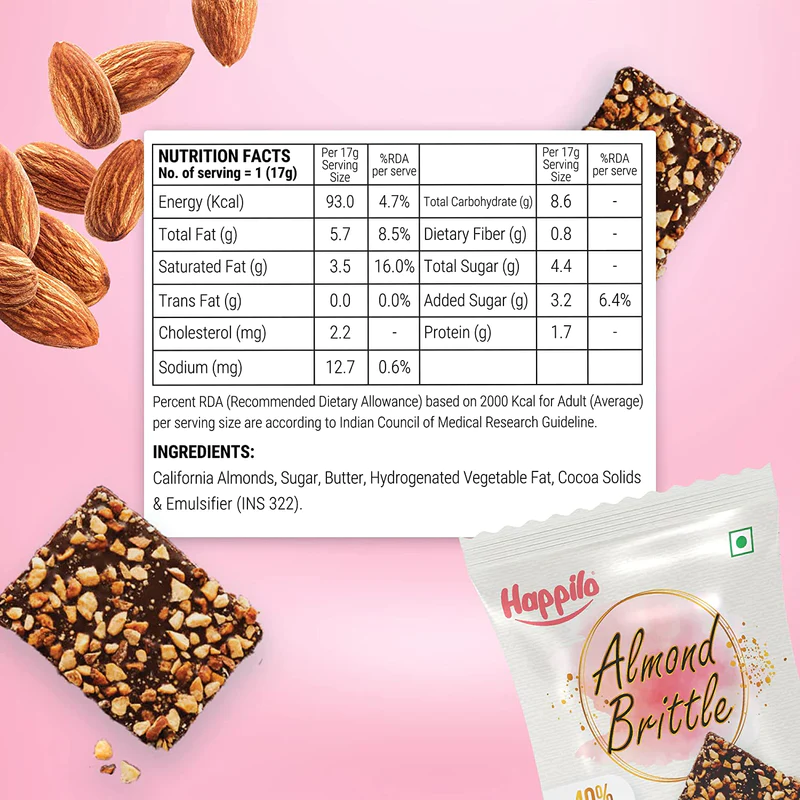 NUTRITION FACTS
No. of serving = 1 (17g)
Per 17g
Serving
Size
%RDA
per serve
Per 17g
Serving
Size
%RDA
per serve
Energy (Kcal) 93.0 4.7% Total Carbohydrate (g) 8.6 -
Total Fat (g) 5.7 8.5% Dietary Fiber (g) 0.8 -
Saturated Fat (g) 3.5 16.0% Total Sugar (g) 4.4 -
Trans Fat (g) 0.0 0.0% Added Sugar (g) 3.2 6.4%
Cholesterol (mg) 2.2 - Protein (g) 1.7 -
Sodium (mg) 12.7 0.6%
Percent RDA (Recommended Dietary Allowance) based on 2000 Kcal for Adult (Average)
per serving size are according to Indian Council of Medical Research Guideline.
INGREDIENTS:
California Almonds, Sugar, Butter, Hydrogenated Vegetable Fat, Cocoa Solids
& Emulsifier (INS 322).
Happilo
Almond
Brittle